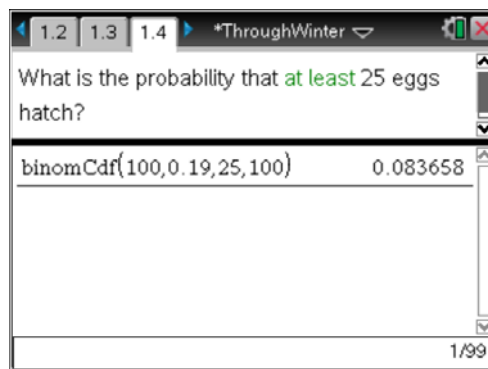 1.2 1.3 1.4 *ThroughWinter
What is the probability that at least 25 eggs
hatch?
binomCdf(100,0.19,25,100) 0.083658
1/99